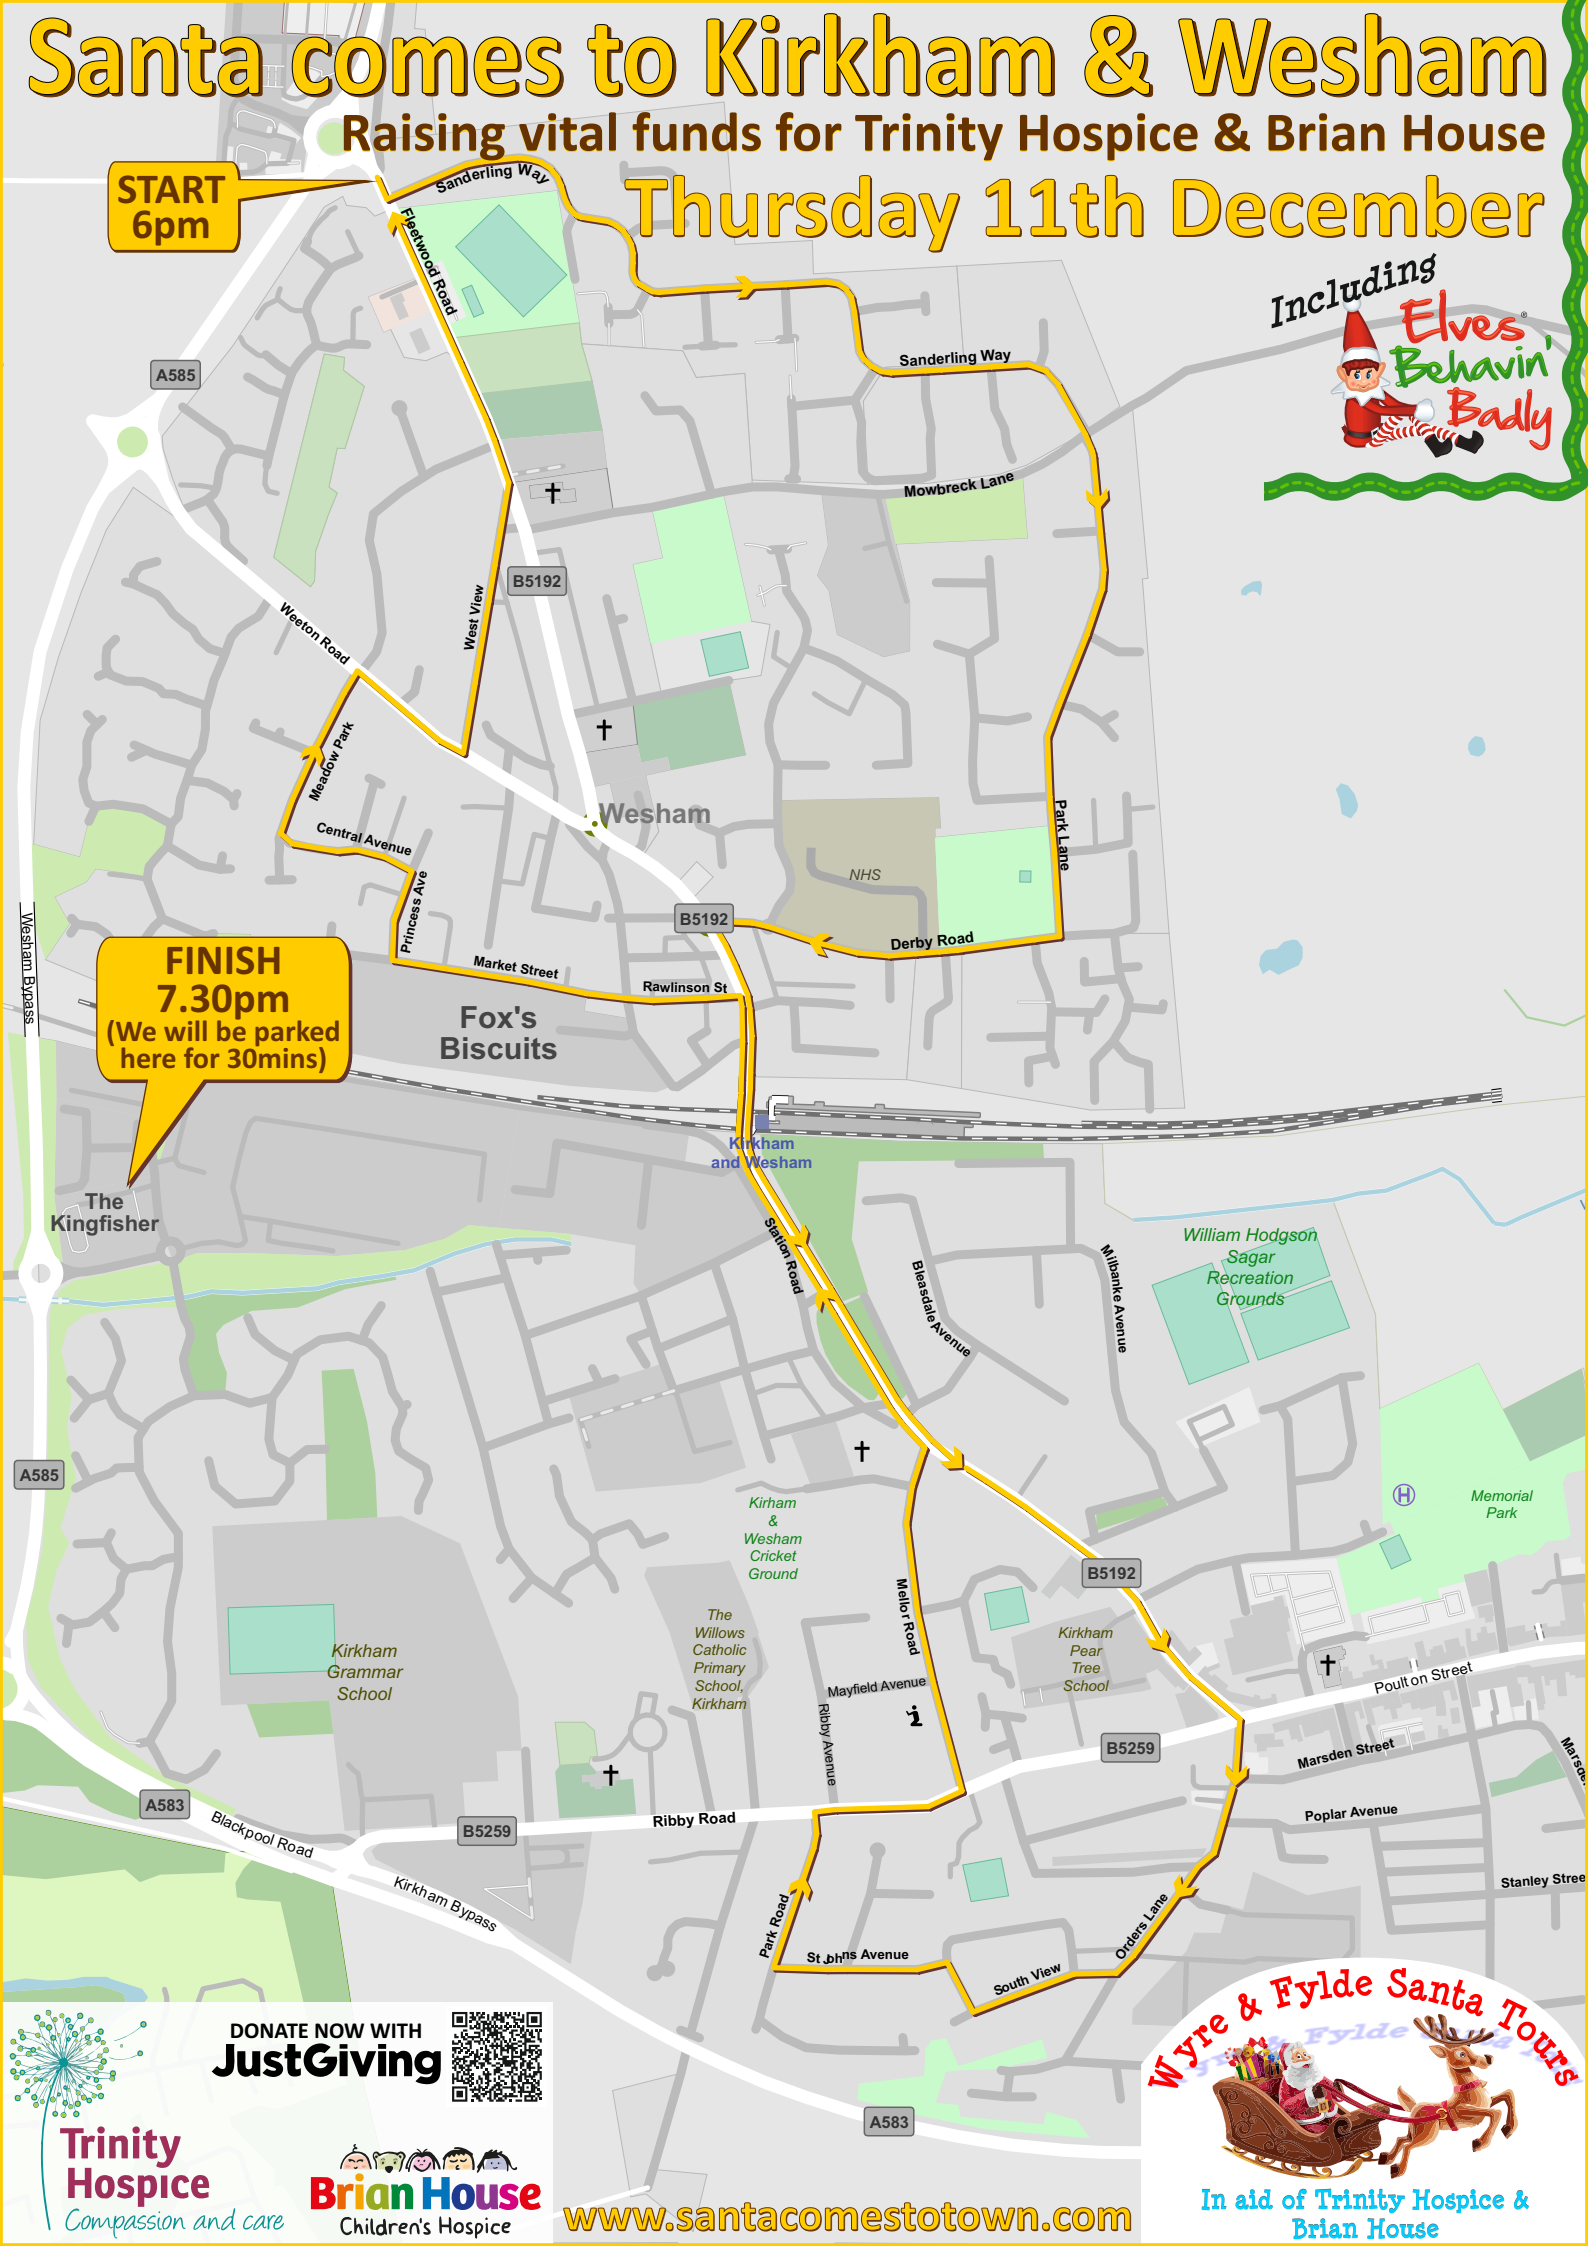 Santa comes to Kirkham & Wesham
Raising vital funds for Trinity Hospice & Brian House
Thursday 11th December
START
6pm
Including
Elves
Behavin'
Badly
Sanderling Way
Fleetwood Road
A585
Sanderling Way
Mowbreck Lane
B5192
West View
Weeton Road
Meadow Park
Central Avenue
Princess Ave
Wesham
Park Lane
NHS
B5192
Derby Road
Market Street
Rawlinson St
Wesham Bypass
FINISH
7.30pm
(We will be parked
here for 30mins)
Fox's
Biscuits
Kirkham
and Wesham
The
Kingfisher
Station Road
Bleasdale Avenue
Milbanke Avenue
William Hodgson
Sagar
Recreation
Grounds
A585
Kirham
&
Wesham
Cricket
Ground
H
Memorial
Park
B5192
Mellor Road
The
Willows
Catholic
Primary
School,
Kirkham
Kirkham
Pear
Tree
School
Kirkham
Grammar
School
Mayfield Avenue
Ribby Avenue
Poulton Street
B5259
Marsden Street
Marsde
A583
Blackpool Road
B5259
Ribby Road
Poplar Avenue
Kirkham Bypass
Stanley Stree
Park Road
St Johns Avenue
South View
Orders Lane
A583
DONATE NOW WITH
JustGiving
Trinity
Hospice
Compassion and care
Brian House
Children's Hospice
www.santacomestotown.com
Wyre & Fylde Santa Tours
In aid of Trinity Hospice &
Brian House